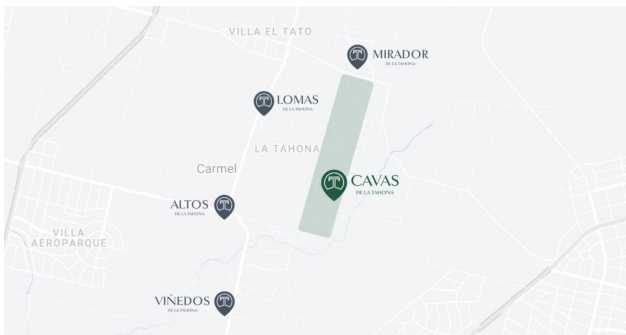 VILLA EL TATO
MIRADOR
DE LA TAHONA
LOMAS
DE LA TAHONA
LA TAHONA
Carmel
CAVAS
DE LA TAHONA
ALTOS
DE LA TAHONA
VILLA
AEROPARQUE
VIÑEDOS
DE LA TAHONA